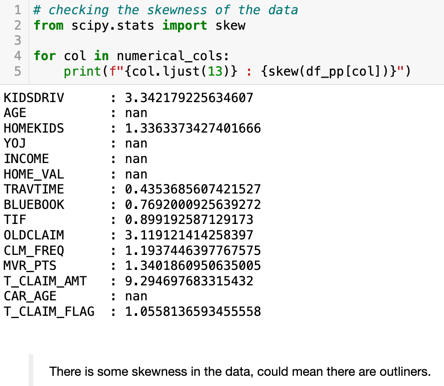 1 # checking the skewness of the data
2 from scipy.stats import skew
3
4 for col in numerical_cols:
5     print(f"{col.ljust(13)} : {skew(df_pp[col])}")
KIDSDRIV      : 3.342179225634607
AGE           : nan
HOMEKIDS      : 1.3363373427401666
YOJ           : nan
INCOME        : nan
HOME_VAL      : nan
TRAVTIME      : 0.4353685607421527
BLUEBOOK      : 0.7692000925639272
TIF           : 0.899192587129173
OLDCLAIM      : 3.119121414258397
CLM_FREQ      : 1.1937446397767575
MVR_PTS       : 1.3401860950635005
T_CLAIM_AMT   : 9.294697683315432
CAR_AGE       : nan
T_CLAIM_FLAG  : 1.0558136593455558
There is some skewness in the data, could mean there are outliners.